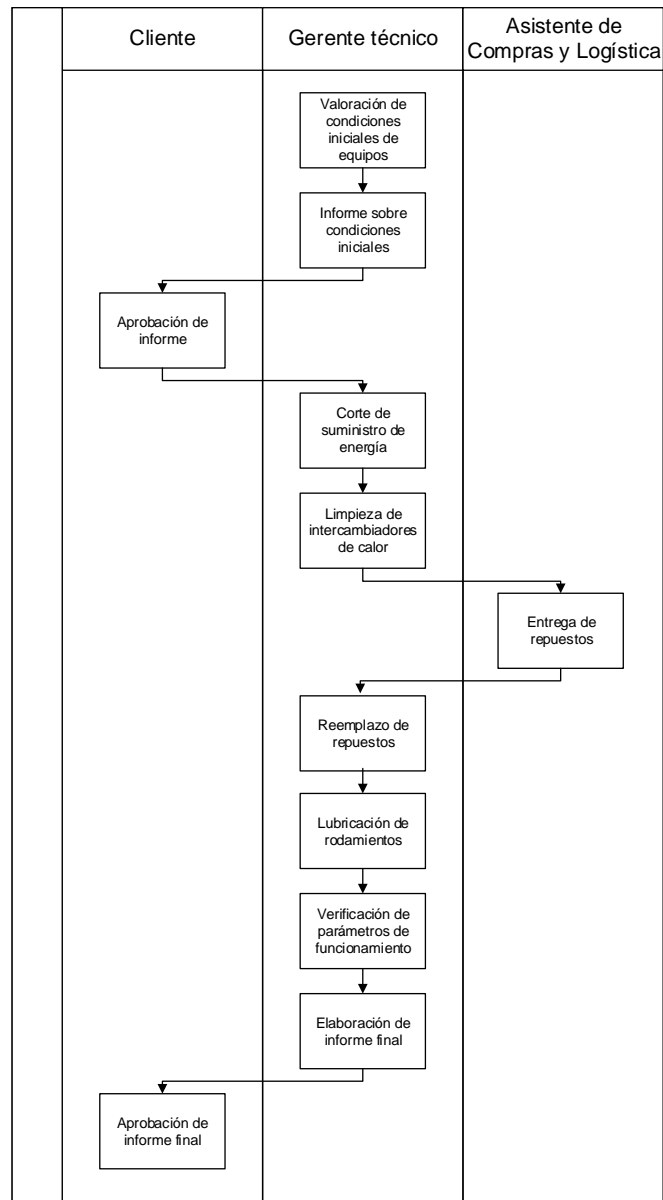 Cliente
Gerente técnico
Asistente de
Compras y Logística
Valoración de
condiciones
iniciales de
equipos
Informe sobre
condiciones
iniciales
Aprobación de
informe
Corte de
suministro de
energía
Limpieza de
intercambiadores
de calor
Entrega de
repuestos
Reemplazo de
repuestos
Lubricación de
rodamientos
Verificación de
parámetros de
funcionamiento
Elaboración de
informe final
Aprobación de
informe final